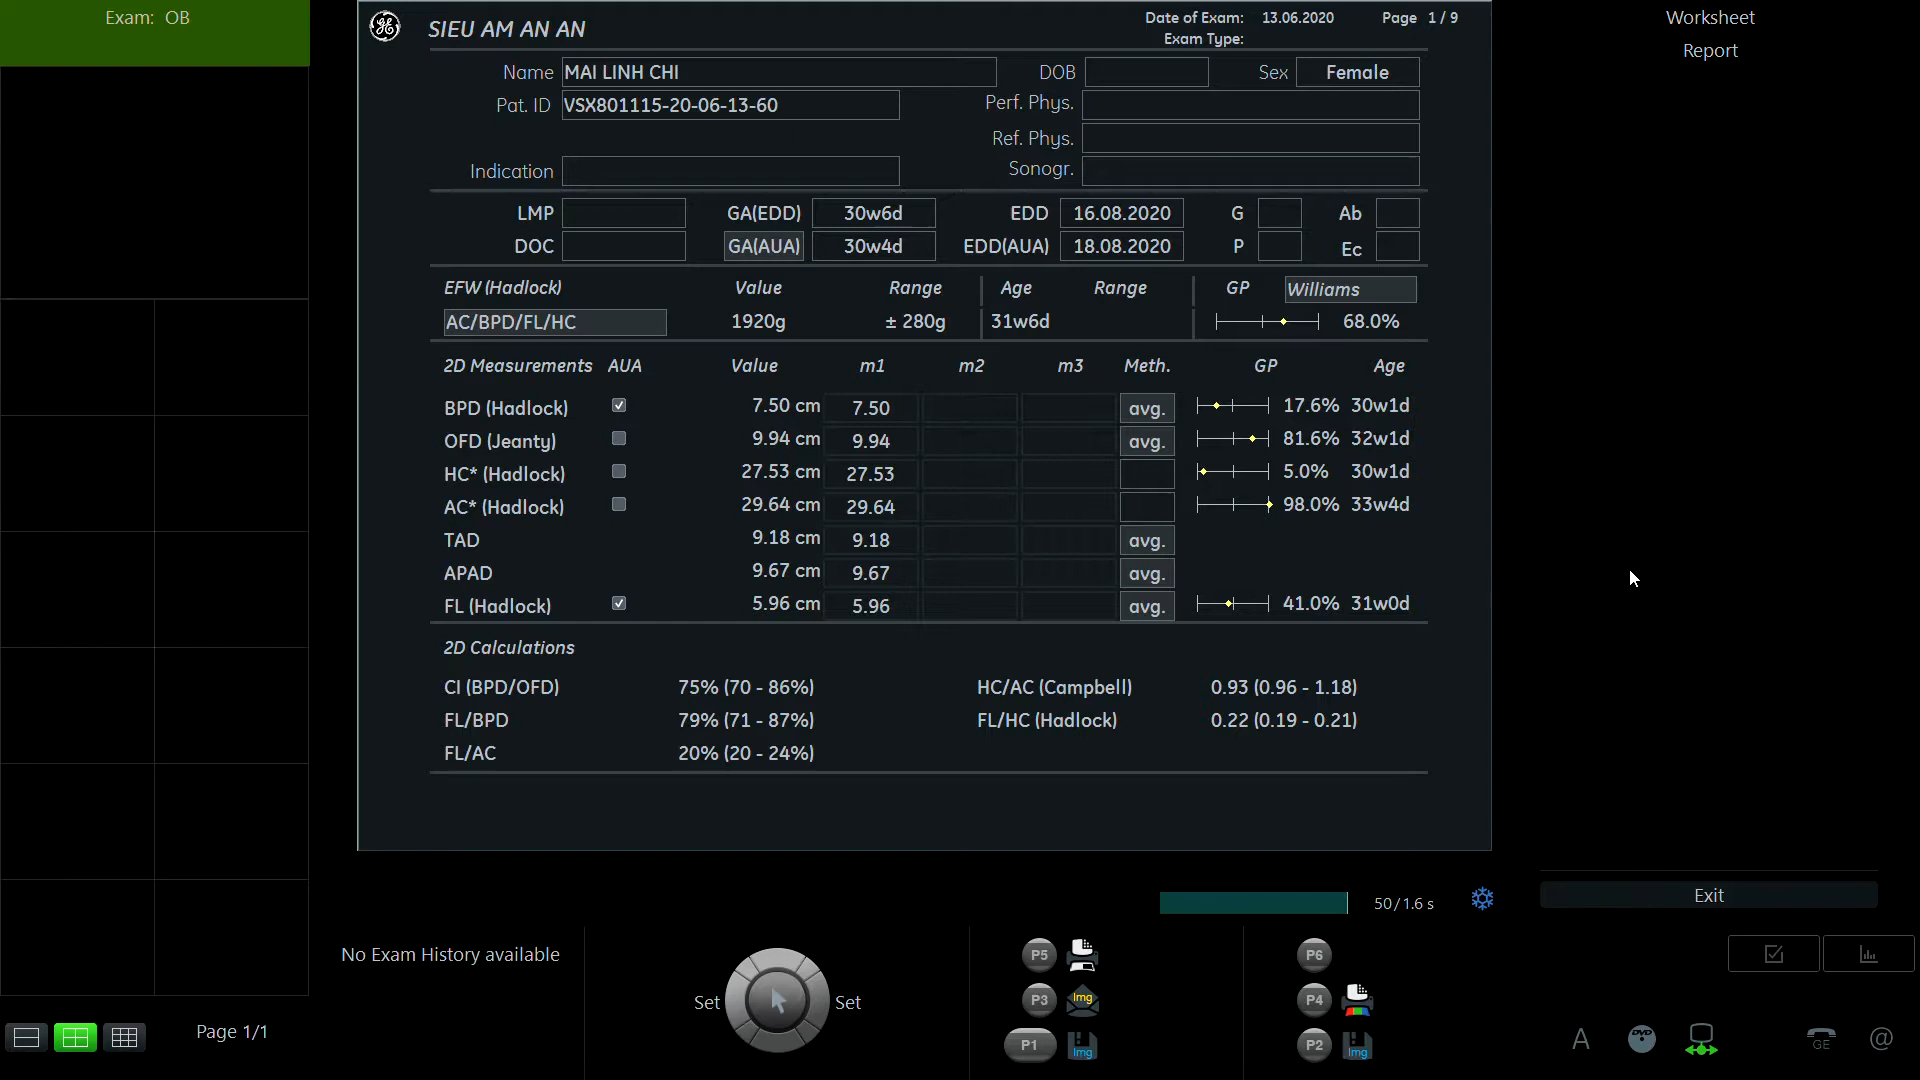 Exam: OB
SIEU AM AN AN
Date of Exam: 13.06.2020 Page 1 / 9
Exam Type:
Name MAI LINH CHI DOB Sex Female
Pat. ID VSX801115-20-06-13-60 Perf. Phys.
Ref. Phys.
Indication Sonogr.
LMP GA(EDD) 30w6d EDD 16.08.2020 G Ab
DOC GA(AUA) 30w4d EDD(AUA) 18.08.2020 P Ec
EFW (Hadlock) Value Range Age Range GP Williams
AC/BPD/FL/HC 1920g ± 280g 31w6d 68.0%
2D Measurements AUA Value m1 m2 m3 Meth. GP Age
BPD (Hadlock) 7.50 cm 7.50 avg. 17.6% 30w1d
OFD (Jeanty) 9.94 cm 9.94 avg. 81.6% 32w1d
HC* (Hadlock) 27.53 cm 27.53 5.0% 30w1d
AC* (Hadlock) 29.64 cm 29.64 98.0% 33w4d
TAD 9.18 cm 9.18 avg.
APAD 9.67 cm 9.67 avg.
FL (Hadlock) 5.96 cm 5.96 avg. 41.0% 31w0d
2D Calculations
CI (BPD/OFD) 75% (70 - 86%) HC/AC (Campbell) 0.93 (0.96 - 1.18)
FL/BPD 79% (71 - 87%) FL/HC (Hadlock) 0.22 (0.19 - 0.21)
FL/AC 20% (20 - 24%)
Worksheet
Report
50 / 1.6 s
Exit
No Exam History available
Set Set
P5 P6
P3 Img P4
P1 Img P2 Img
Page 1/1
A DVD GE @